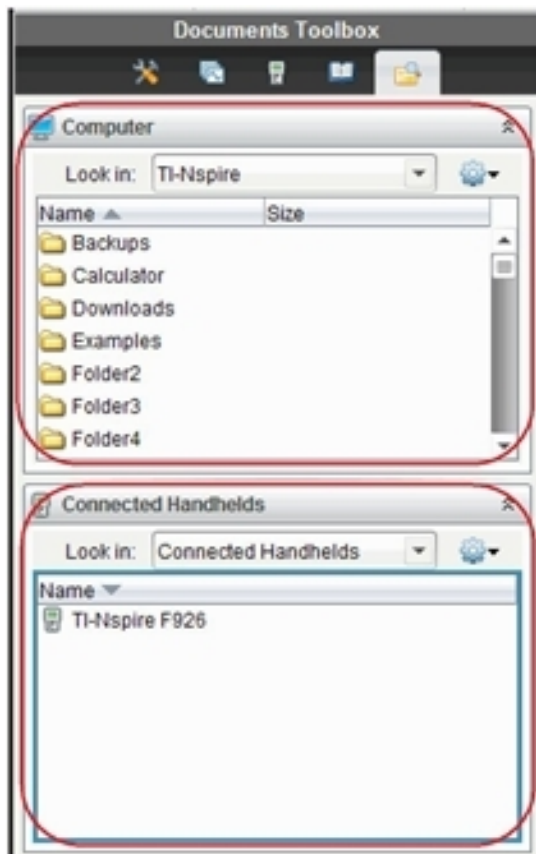 Documents Toolbox
Computer
Look in: TI-Nspire
Name Size
Backups
Calculator
Downloads
Examples
Folder2
Folder3
Folder4
Connected Handhelds
Look in: Connected Handhelds
Name
TI-Nspire F926